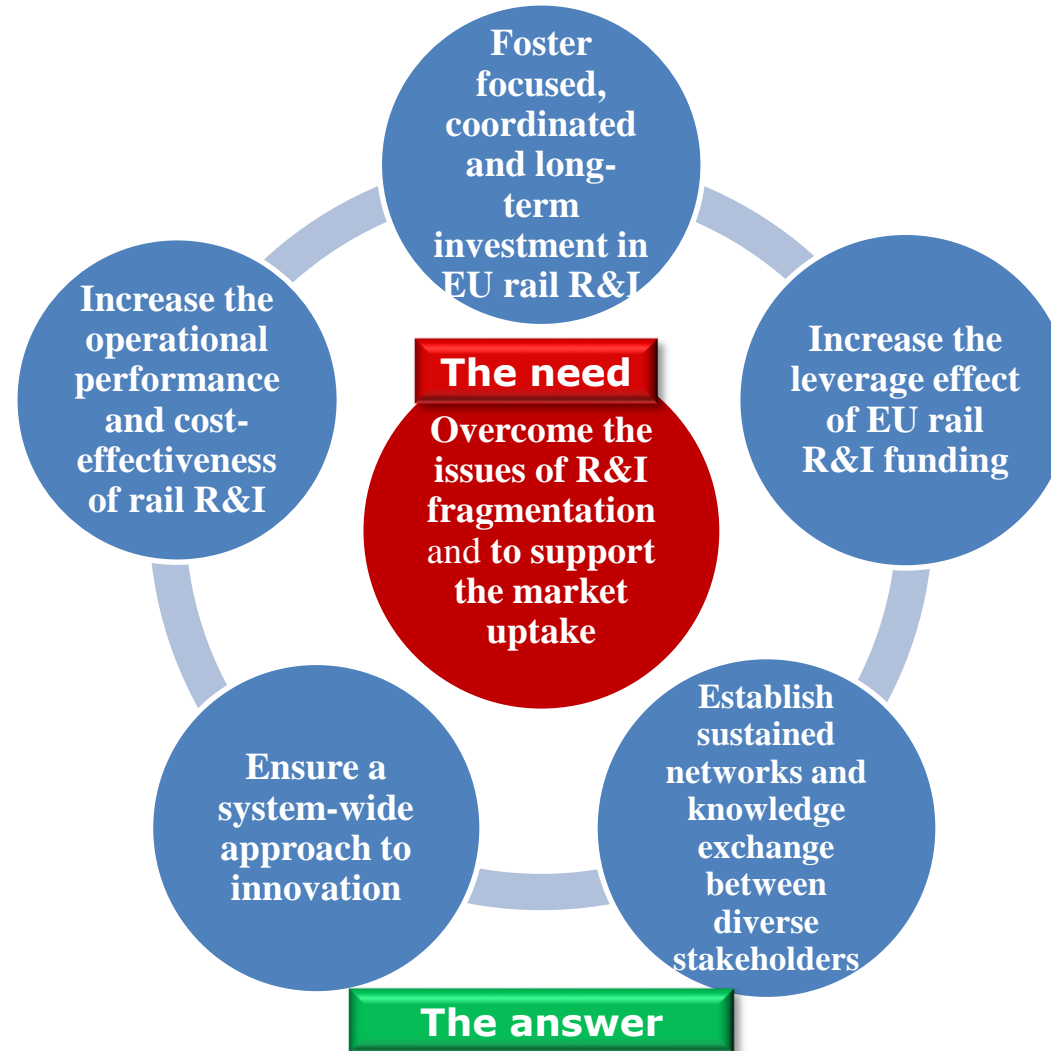 Foster
focused,
coordinated
and long-
term
investment in
EU rail R&I
Increase the
operational
performance
and cost-
effectiveness
of rail R&I
The need
Overcome the
issues of R&I
fragmentation
and to support
the market
uptake
Increase the
leverage effect
of EU rail
R&I funding
Ensure a
system-wide
approach to
innovation
Establish
sustained
networks and
knowledge
exchange
between
diverse
stakeholders
The answer